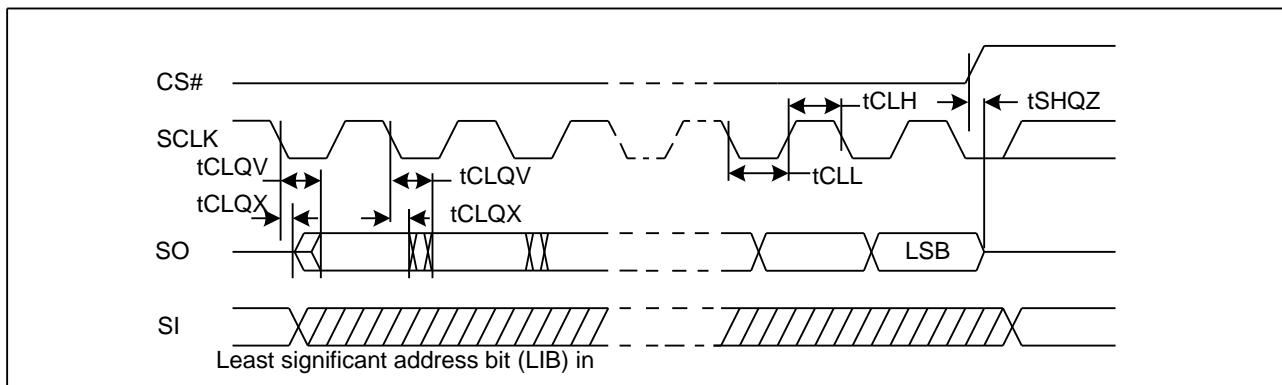 CS#
tCLH
tSHQZ
SCLK
tCLQV
tCLQV
tCLL
tCLQX
tCLQX
SO
LSB
SI
Least significant address bit (LIB) in